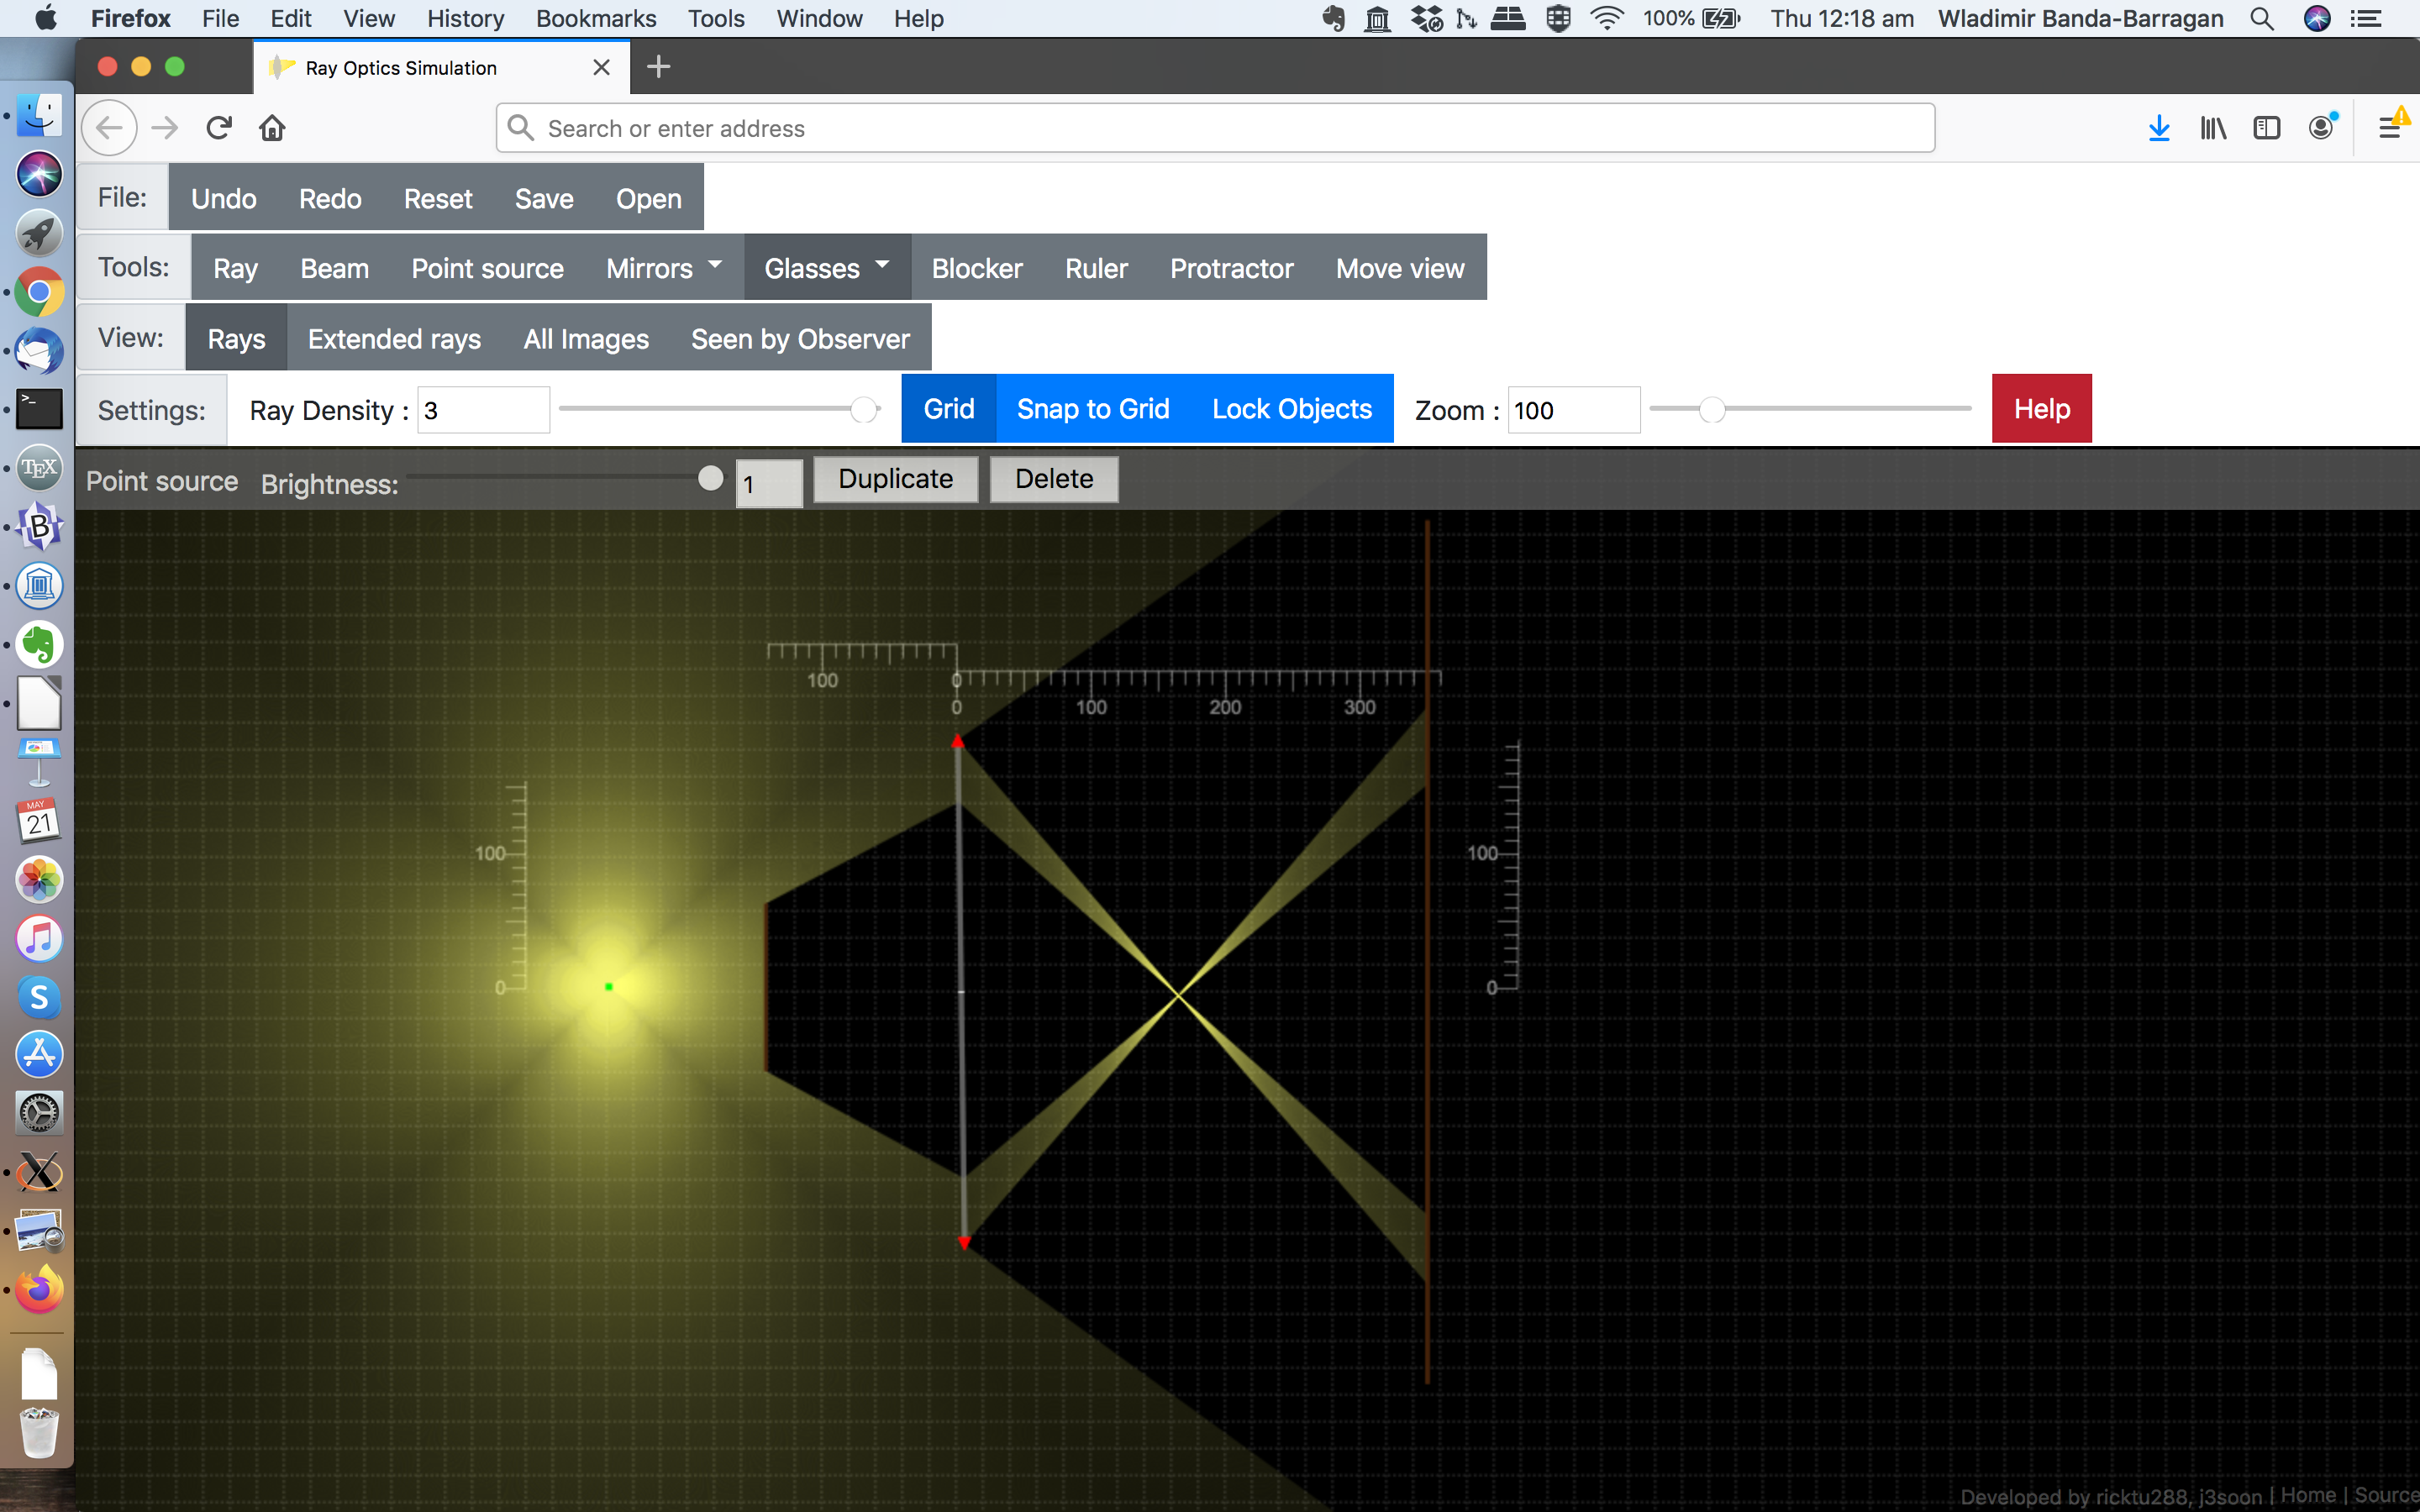 Firefox File Edit View History Bookmarks Tools Window Help 100% Thu 12:18 am Wladimir Banda-Barragan
Ray Optics Simulation
Search or enter address
File: Undo Redo Reset Save Open
Tools: Ray Beam Point source Mirrors Glasses Blocker Ruler Protractor Move view
View: Rays Extended rays All Images Seen by Observer
Settings: Ray Density : 3 Grid Snap to Grid Lock Objects Zoom : 100 Help
Point source Brightness: 1 Duplicate Delete
100 0
0 100 200 300
100 100
0 0
>_
TEX
B
MAY
21
S
X
Developed by ricktu288, j3soon | Home | Source